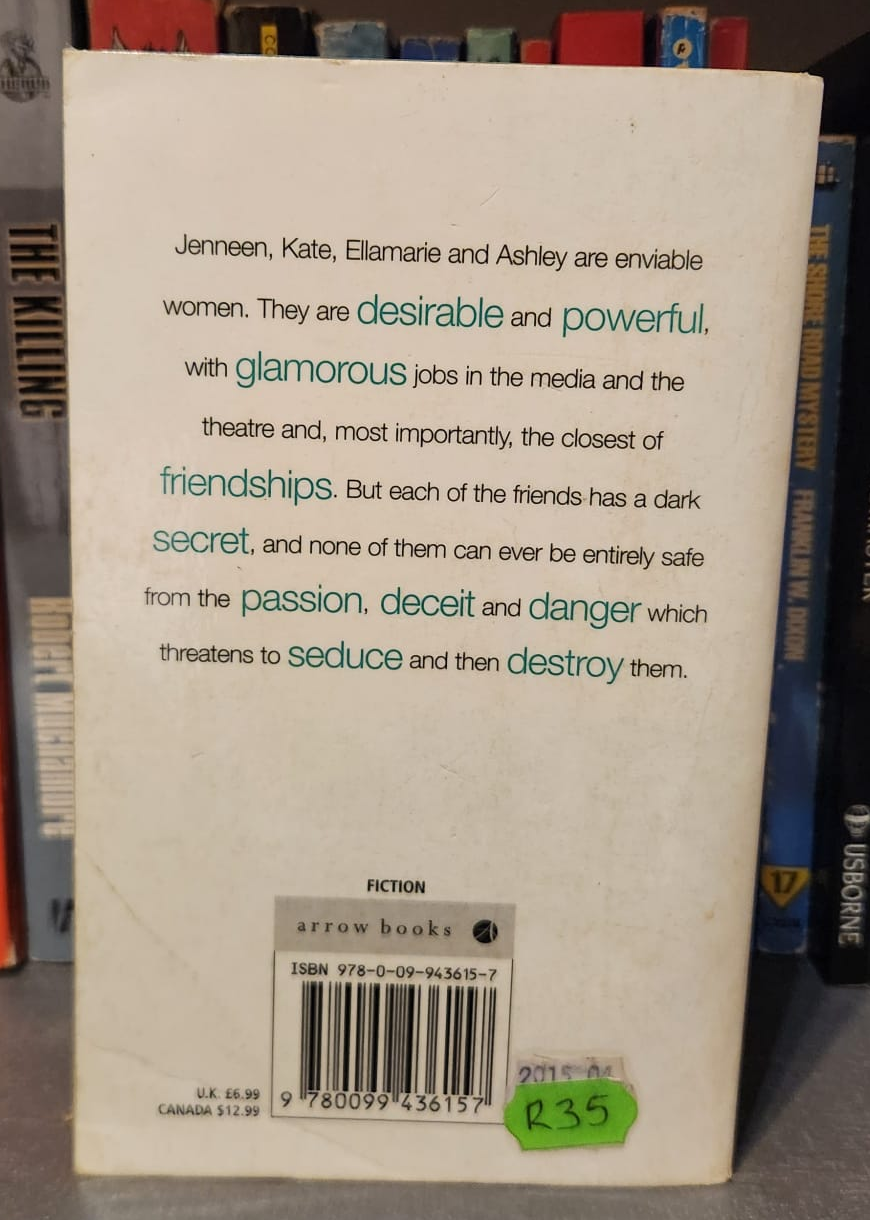 Jenneen, Kate, Ellamarie and Ashley are enviable
women. They are desirable and powerful,
with glamorous jobs in the media and the
theatre and, most importantly, the closest of
friendships. But each of the friends has a dark
secret, and none of them can ever be entirely safe
from the passion, deceit and danger which
threatens to seduce and then destroy them.
FICTION
arrow books
ISBN 978-0-09-943615-7
9 780099 436157
U.K. £6.99
CANADA $12.99
2015 04
R35
THE KILLING
ROBERT MUCHAMORE
THE SHORE ROAD MYSTERY FRANKLIN W. DIXON
17
USBORNE